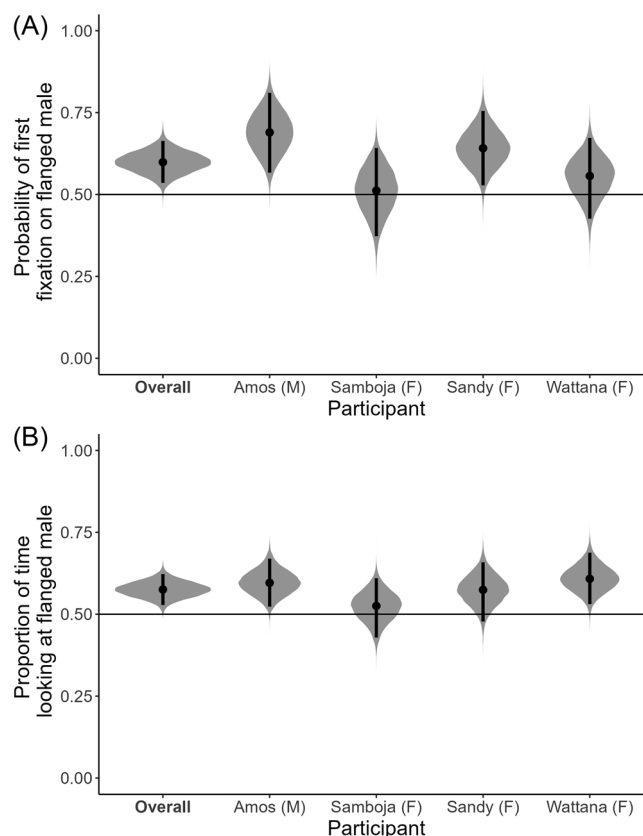 (A)
Probability of first
fixation on flanged male
1.00
0.75
0.50
0.25
0.00
Overall Amos (M) Samboja (F) Sandy (F) Wattana (F)
Participant
(B)
Proportion of time
looking at flanged male
1.00
0.75
0.50
0.25
0.00
Overall Amos (M) Samboja (F) Sandy (F) Wattana (F)
Participant